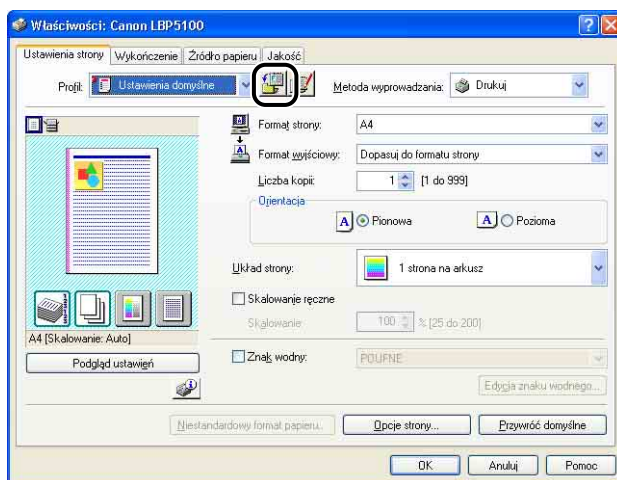 Właściwości: Canon LBP5100
Ustawienia strony Wykończenie Źródło papieru Jakość
Profil: Ustawienia domyślne Metoda wyprowadzania: Drukuj
Format strony: A4
Format wyjściowy: Dopasuj do formatu strony
Liczba kopii: 1 [1 do 999]
Orientacja
A Pionowa A Pozioma
Układ strony: 1 strona na arkusz
Skalowanie ręczne
Skalowanie: 100 % [25 do 200]
A4 [Skalowanie: Auto]
Podgląd ustawień
Znak wodny: POUFNE
Edycja znaku wodnego...
Niestandardowy format papieru... Opcje strony... Przywróć domyślne
OK Anuluj Pomoc